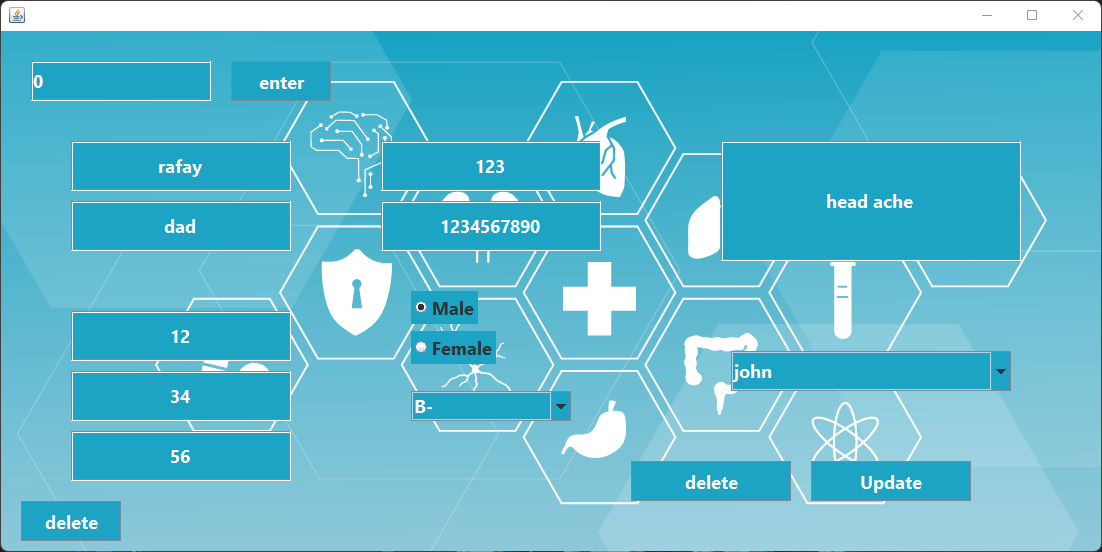 0
enter
rafay
123
head ache
dad
1234567890
Male
12
Female
john
34
B-
56
delete
Update
delete